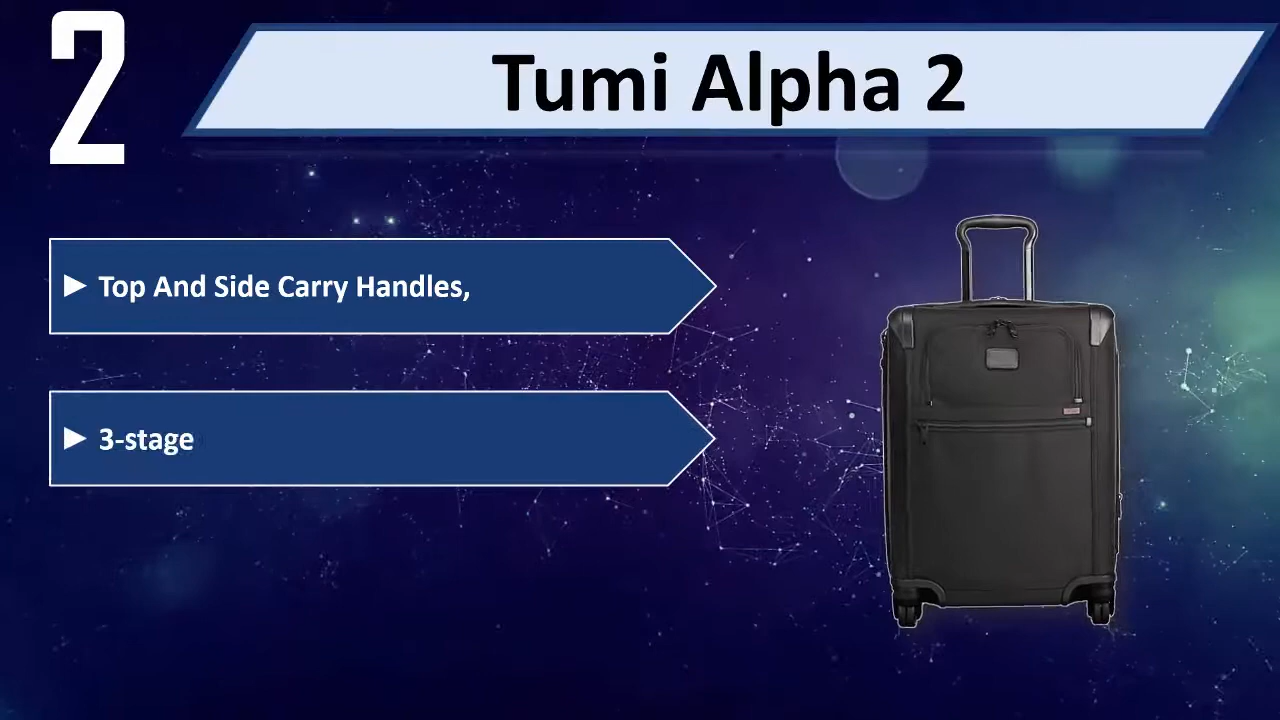 2
Tumi Alpha 2
▶ Top And Side Carry Handles,
▶ 3-stage